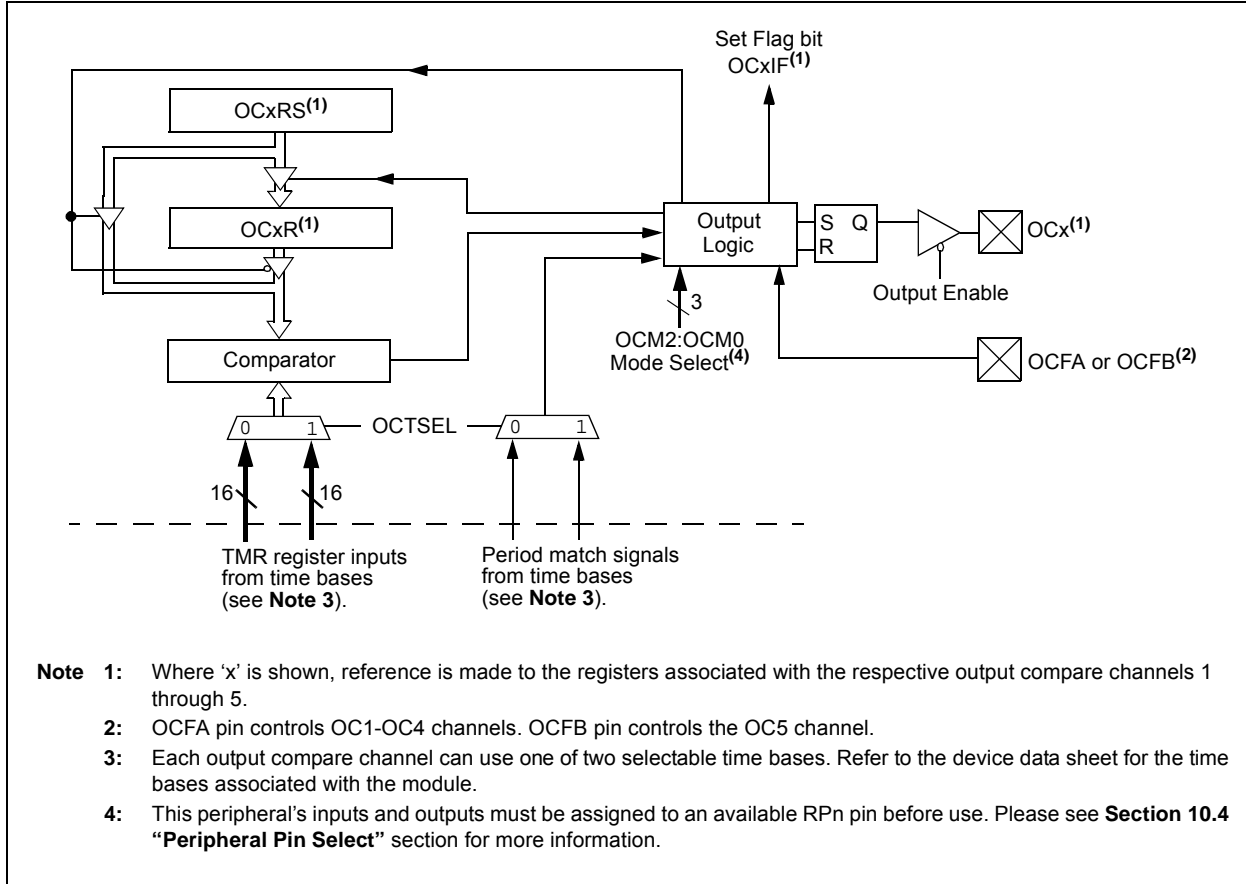 Set Flag bit
OCxIF(1)
OCxRS(1)
OCxR(1)
Output
Logic
S Q
R
OCx(1)
Output Enable
3
OCM2:OCM0
Mode Select(4)
Comparator
OCFA or OCFB(2)
0 1
OCTSEL
0 1
16
16
TMR register inputs
from time bases
(see Note 3).
Period match signals
from time bases
(see Note 3).
Note 1: Where ‘x’ is shown, reference is made to the registers associated with the respective output compare channels 1
through 5.
2: OCFA pin controls OC1-OC4 channels. OCFB pin controls the OC5 channel.
3: Each output compare channel can use one of two selectable time bases. Refer to the device data sheet for the time
bases associated with the module.
4: This peripheral’s inputs and outputs must be assigned to an available RPn pin before use. Please see Section 10.4
“Peripheral Pin Select” section for more information.